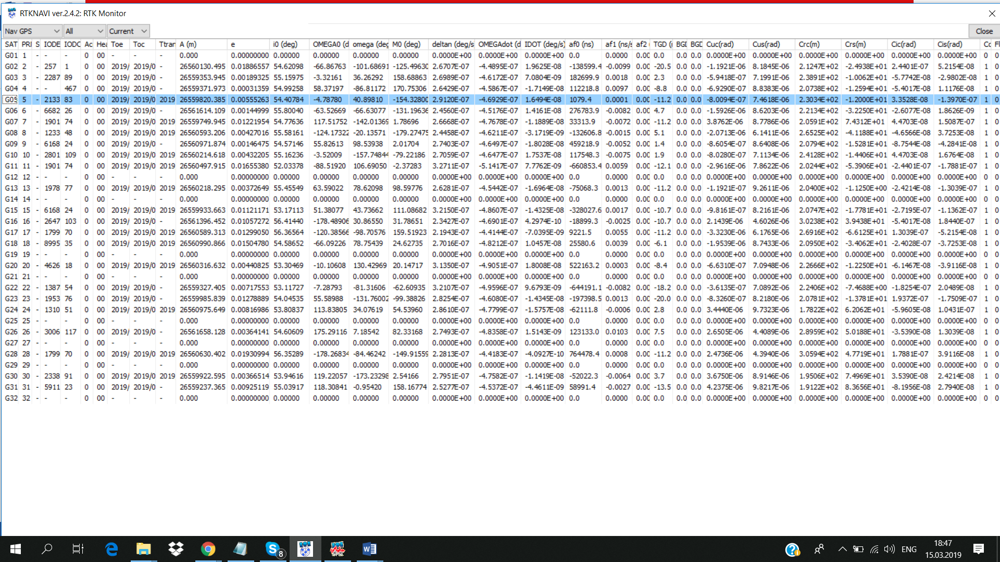 RTKNAVI ver.2.4.2: RTK Monitor
Nav GPS All Current Close
SAT PRI S IODE IODC Ac Hea Toe Toc Ttran A (m) e i0 (deg) OMEGA0 (d omega (deg M0 (deg) deltan (deg/s OMEGAdot (d IDOT (deg/s) af0 (ns) af1 (ns/s af2 TGD ( BGD BGD Cuc(rad) Cus(rad) Crc(m) Crs(m) Cic(rad) Cis(rad) Co Fl
G01 1 - - - 0 00 - - - 0.000 0.00000000 0.00000 0.00000 0.00000 0.00000 0.0000E+00 0.0000E+00 0.0000E+00 0.0 0.0000 0.00 0.0 0.0 0.0 0.0000E+00 0.0000E+00 0.0000E+00 0.0000E+00 0.0000E+00 0.0000E+00 0 0
G02 2 - 257 1 0 00 2019/ 2019/0 - 26560130.495 0.01886557 54.62098 -66.86763 -101.68691 -125.49630 2.6707E-07 -4.4895E-07 1.9625E-08 -138599.4 -0.0099 0.00 -20.5 0.0 0.0 -1.1921E-06 8.1845E-06 2.1247E+02 -2.4938E+01 2.4401E-07 5.2154E-08 1 0
G03 3 - 2287 89 0 00 2019/ 2019/0 - 26559353.945 0.00189325 55.15975 -3.32161 36.26292 158.68863 2.6989E-07 -4.6172E-07 7.0804E-09 182699.9 0.0018 0.00 2.3 0.0 0.0 -5.9418E-07 7.1991E-06 2.3891E+02 -1.0062E+01 -5.5742E-08 -2.9802E-08 1 0
G04 4 - - 467 0 00 2019/ 2019/0 - 26559371.973 0.00031359 54.99258 58.37197 -86.81172 170.75306 2.6429E-07 -4.5867E-07 -1.7149E-08 112218.8 0.0097 0.00 -8.8 0.0 0.0 -6.9290E-07 8.8383E-06 2.0738E+02 -1.2594E+01 -5.4017E-08 1.1176E-08 1 0
G05 5 - 2133 83 0 00 2019/ 2019/0 2019 26559820.385 0.00555263 54.40784 -4.78780 40.89810 -154.32800 2.9120E-07 -4.6929E-07 1.6494E-08 1079.4 0.0001 0.00 -11.2 0.0 0.0 -8.0094E-07 7.4618E-06 2.3034E+02 -1.2000E+01 3.3528E-08 -1.3970E-07 1 0
G06 6 - 6682 26 0 00 2019/ 2019/0 - 26561614.109 0.00144999 55.80040 -63.52669 -66.63077 -131.19636 2.4560E-07 -4.5176E-07 1.4161E-08 276783.9 -0.0082 0.00 4.7 0.0 0.0 -1.5926E-06 8.6203E-06 2.2134E+02 -3.2250E+01 -2.6077E-08 1.8626E-09 1 0
G07 7 - 1901 74 0 00 2019/ 2019/0 2019 26559749.945 0.01221954 54.77636 117.51752 -142.01369 1.78696 2.6668E-07 -4.7678E-07 -1.1889E-08 33313.9 -0.0072 0.00 -11.2 0.0 0.0 3.8762E-06 8.7786E-06 2.0591E+02 7.4312E+01 4.4703E-08 1.5087E-07 1 0
G08 8 - 1233 48 0 00 2019/ 2019/0 2019 26560593.206 0.00427016 55.58161 -124.17322 -20.13571 -179.27475 2.4458E-07 -4.6211E-07 -3.1719E-09 -132606.8 -0.0015 0.00 5.1 0.0 0.0 -2.0713E-06 6.1411E-06 2.6525E+02 -4.1188E+01 -4.6566E-08 3.7253E-08 1 0
G09 9 - 6168 24 0 00 2019/ 2019/0 - 26560971.874 0.00146475 54.57146 55.82613 98.53938 2.01704 2.7403E-07 -4.6497E-07 -1.8028E-08 459218.9 -0.0052 0.00 1.4 0.0 0.0 -8.6054E-07 8.6408E-06 2.0794E+02 -1.5281E+01 -8.7544E-08 -4.2841E-08 1 0
G10 10 - 2801 109 0 00 2019/ 2019/0 2019 26560214.618 0.00432205 55.16236 -3.52009 -157.74844 -79.22186 2.7059E-07 -4.6477E-07 1.7537E-08 117548.3 -0.0075 0.00 1.9 0.0 0.0 -8.0280E-07 7.1134E-06 2.4128E+02 -1.4406E+01 4.4703E-08 1.6764E-08 1 0
G11 11 - 1901 74 0 00 2019/ 2019/0 2019 26560497.915 0.01655380 52.03378 -88.51920 106.69050 -2.37283 3.2711E-07 -5.1417E-07 7.7762E-09 -660853.4 0.0059 0.00 -12.1 0.0 0.0 -2.9616E-06 7.8622E-06 2.0244E+02 -5.3906E+01 -2.4401E-07 -1.7881E-07 1 0
G12 12 - - - 0 00 - - - 0.000 0.00000000 0.00000 0.00000 0.00000 0.00000 0.0000E+00 0.0000E+00 0.0000E+00 0.0 0.0000 0.00 0.0 0.0 0.0 0.0000E+00 0.0000E+00 0.0000E+00 0.0000E+00 0.0000E+00 0.0000E+00 0 0
G13 13 - 1978 77 0 00 2019/ 2019/0 2019 26560218.295 0.00372649 55.45549 63.59022 78.62098 98.59776 2.6281E-07 -4.5442E-07 -1.6964E-08 -75068.3 0.0013 0.00 -11.2 0.0 0.0 -1.1921E-07 9.2611E-06 2.0400E+02 -1.1250E+00 -2.4214E-08 -1.3039E-07 1 0
G14 14 - - - 0 00 - - - 0.000 0.00000000 0.00000 0.00000 0.00000 0.00000 0.0000E+00 0.0000E+00 0.0000E+00 0.0 0.0000 0.00 0.0 0.0 0.0 0.0000E+00 0.0000E+00 0.0000E+00 0.0000E+00 0.0000E+00 0.0000E+00 0 0
G15 15 - 6168 24 0 00 2019/ 2019/0 2019 26559933.663 0.01121171 53.17113 51.38077 43.73662 111.08682 3.2150E-07 -4.8607E-07 -1.4325E-08 -328027.6 0.0017 0.00 -10.7 0.0 0.0 -9.8161E-07 8.2161E-06 2.0747E+02 -1.7781E+01 -2.7195E-07 -1.1362E-07 1 0
G16 16 - 2647 103 0 00 2019/ 2019/0 - 26561396.452 0.01057272 56.41440 -178.48906 30.86550 31.78651 2.3427E-07 -4.6901E-07 4.2974E-10 -18899.3 -0.0025 0.00 -10.7 0.0 0.0 2.1439E-06 4.6026E-06 3.0238E+02 3.9438E+01 -5.4017E-08 1.8440E-07 1 0
G17 17 - 1799 70 0 00 2019/ 2019/0 2019 26560589.313 0.01299050 56.36564 -120.38566 -98.70576 159.51923 2.1943E-07 -4.4144E-07 -7.0395E-09 9221.5 0.0055 0.00 -11.2 0.0 0.0 -3.3230E-06 6.1765E-06 2.6916E+02 -6.6125E+01 1.3039E-07 -5.2154E-08 1 0
G18 18 - 8995 35 0 00 2019/ 2019/0 2019 26560990.866 0.01504780 54.58652 -66.09226 78.75439 24.62735 2.7016E-07 -4.8212E-07 1.0457E-08 25580.6 0.0039 0.00 -6.1 0.0 0.0 -1.9539E-06 8.7433E-06 2.0950E+02 -3.4062E+01 -2.4028E-07 -3.7253E-08 1 0
G19 19 - - - 0 00 - - - 0.000 0.00000000 0.00000 0.00000 0.00000 0.00000 0.0000E+00 0.0000E+00 0.0000E+00 0.0 0.0000 0.00 0.0 0.0 0.0 0.0000E+00 0.0000E+00 0.0000E+00 0.0000E+00 0.0000E+00 0.0000E+00 0 0
G20 20 - 4626 18 0 00 2019/ 2019/0 2019 26560316.632 0.00440825 53.30469 -10.10608 130.42969 20.14717 3.1350E-07 -4.9051E-07 1.8008E-08 522163.2 0.0003 0.00 -8.4 0.0 0.0 -6.6310E-07 7.0948E-06 2.2666E+02 -1.2250E+01 -6.1467E-08 -3.9116E-08 1 0
G21 21 - - - 0 00 - - - 0.000 0.00000000 0.00000 0.00000 0.00000 0.00000 0.0000E+00 0.0000E+00 0.0000E+00 0.0 0.0000 0.00 0.0 0.0 0.0 0.0000E+00 0.0000E+00 0.0000E+00 0.0000E+00 0.0000E+00 0.0000E+00 0 0
G22 22 - 1387 54 0 00 2019/ 2019/0 - 26559327.405 0.00717553 53.11727 -7.28793 -81.31606 -62.60935 3.2107E-07 -4.9596E-07 9.6793E-09 -644191.1 -0.0082 0.00 -18.2 0.0 0.0 -3.6135E-07 7.0892E-06 2.2406E+02 -7.4688E+00 -1.8254E-07 2.0489E-08 1 0
G23 23 - 1953 76 0 00 2019/ 2019/0 - 26559985.839 0.01278889 54.04535 55.58988 -131.76002 -99.38826 2.8254E-07 -4.6080E-07 -1.4345E-08 -197398.5 0.0013 0.00 -20.0 0.0 0.0 -8.3260E-07 8.2180E-06 2.0781E+02 -1.3781E+01 1.9372E-07 -1.7509E-07 1 0
G24 24 - 1310 51 0 00 2019/ 2019/0 2019 26560975.649 0.00816986 53.80837 113.83805 34.07619 54.53960 2.8610E-07 -4.7799E-07 -1.5757E-08 -62111.8 -0.0006 0.00 2.8 0.0 0.0 3.4440E-06 9.7323E-06 1.7822E+02 6.2062E+01 -5.9605E-08 1.0431E-07 1 0
G25 25 - - - 0 00 - - - 0.000 0.00000000 0.00000 0.00000 0.00000 0.00000 0.0000E+00 0.0000E+00 0.0000E+00 0.0 0.0000 0.00 0.0 0.0 0.0 0.0000E+00 0.0000E+00 0.0000E+00 0.0000E+00 0.0000E+00 0.0000E+00 0 0
G26 26 - 3006 117 0 00 2019/ 2019/0 - 26561658.128 0.00364141 54.60609 175.29116 7.18542 82.33168 2.7493E-07 -4.8358E-07 1.5143E-09 123133.0 0.0103 0.00 7.5 0.0 0.0 2.6505E-06 4.4089E-06 2.8959E+02 5.0188E+01 -3.5390E-08 1.3039E-08 1 0
G27 27 - - - 0 00 - - - 0.000 0.00000000 0.00000 0.00000 0.00000 0.00000 0.0000E+00 0.0000E+00 0.0000E+00 0.0 0.0000 0.00 0.0 0.0 0.0 0.0000E+00 0.0000E+00 0.0000E+00 0.0000E+00 0.0000E+00 0.0000E+00 0 0
G28 28 - 1799 70 0 00 2019/ 2019/0 2019 26560630.402 0.01930994 56.35289 -178.26834 -84.46242 -149.91559 2.2813E-07 -4.4183E-07 -4.0927E-10 764478.4 0.0008 0.00 -11.2 0.0 0.0 2.4736E-06 4.3940E-06 3.0594E+02 4.7719E+01 1.7881E-07 3.9116E-08 1 0
G29 29 - - - 0 00 - - - 0.000 0.00000000 0.00000 0.00000 0.00000 0.00000 0.0000E+00 0.0000E+00 0.0000E+00 0.0 0.0000 0.00 0.0 0.0 0.0 0.0000E+00 0.0000E+00 0.0000E+00 0.0000E+00 0.0000E+00 0.0000E+00 0 0
G30 30 - 2338 91 0 00 2019/ 2019/0 2019 26559922.595 0.00366514 53.94616 119.22057 -173.23298 2.54166 2.7951E-07 -4.7582E-07 -1.1419E-08 -52022.3 -0.0064 0.00 3.7 0.0 0.0 3.6750E-06 8.9146E-06 1.9506E+02 7.4969E+01 3.5390E-08 2.4214E-08 1 0
G31 31 - 5911 23 0 00 2019/ 2019/0 - 26559237.365 0.00925119 55.03917 118.30841 -0.95420 158.16774 2.5277E-07 -4.5372E-07 -4.4611E-09 58991.4 -0.0027 0.00 -13.5 0.0 0.0 4.2375E-06 9.8217E-06 1.9122E+02 8.3656E+01 -8.1956E-08 2.7940E-08 1 0
G32 32 - - - 0 00 - - - 0.000 0.00000000 0.00000 0.00000 0.00000 0.00000 0.0000E+00 0.0000E+00 0.0000E+00 0.0 0.0000 0.00 0.0 0.0 0.0 0.0000E+00 0.0000E+00 0.0000E+00 0.0000E+00 0.0000E+00 0.0000E+00 0 0
8 ENG 18:47
15.03.2019